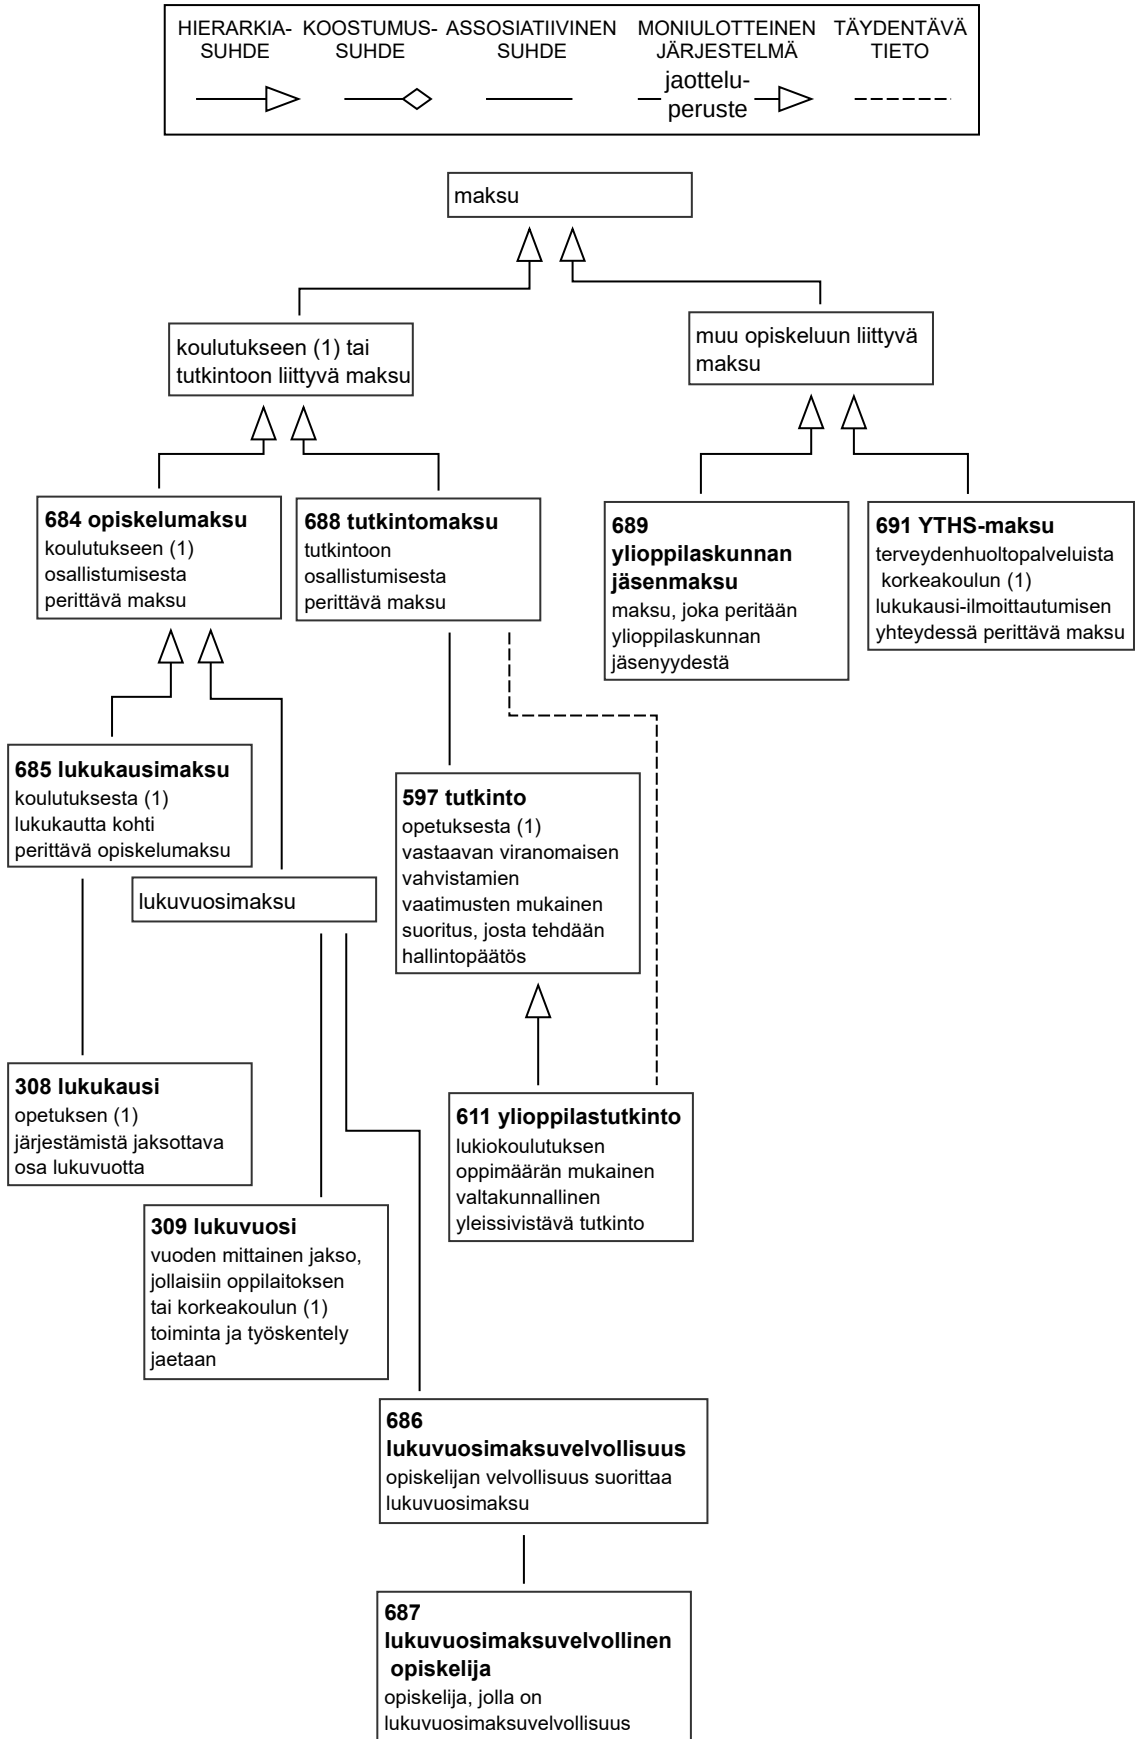 HIERARKIA-
SUHDE
KOOSTUMUS-
SUHDE
ASSOSIATIIVINEN
SUHDE
MONIULOTTEINEN
JÄRJESTELMÄ
jaottelu-
peruste
TÄYDENTÄVÄ
TIETO
maksu
koulutukseen (1) tai
tutkintoon liittyvä maksu
muu opiskeluun liittyvä
maksu
684 opiskelumaksu
koulutukseen (1)
osallistumisesta
perittävä maksu
688 tutkintomaksu
tutkintoon
osallistumisesta
perittävä maksu
689
ylioppilaskunnan
jäsenmaksu
maksu, joka peritään
ylioppilaskunnan
jäsenyydestä
691 YTHS-maksu
terveydenhuoltopalveluista
korkeakoulun (1)
lukukausi-ilmoittautumisen
yhteydessä perittävä maksu
685 lukukausimaksu
koulutuksesta (1)
lukukautta kohti
perittävä opiskelumaksu
lukuvuosimaksu
597 tutkinto
opetuksesta (1)
vastaavan viranomaisen
vahvistamien
vaatimusten mukainen
suoritus, josta tehdään
hallintopäätös
308 lukukausi
opetuksen (1)
järjestämistä jaksottava
osa lukuvuotta
611 ylioppilastutkinto
lukiokoulutuksen
oppimäärän mukainen
valtakunnallinen
yleissivistävä tutkinto
309 lukuvuosi
vuoden mittainen jakso,
jollaisiin oppilaitoksen
tai korkeakoulun (1)
toiminta ja työskentely
jaetaan
686
lukuvuosimaksuvelvollisuus
opiskelijan velvollisuus suorittaa
lukuvuosimaksu
687
lukuvuosimaksuvelvollinen
opiskelija
opiskelija, jolla on
lukuvuosimaksuvelvollisuus